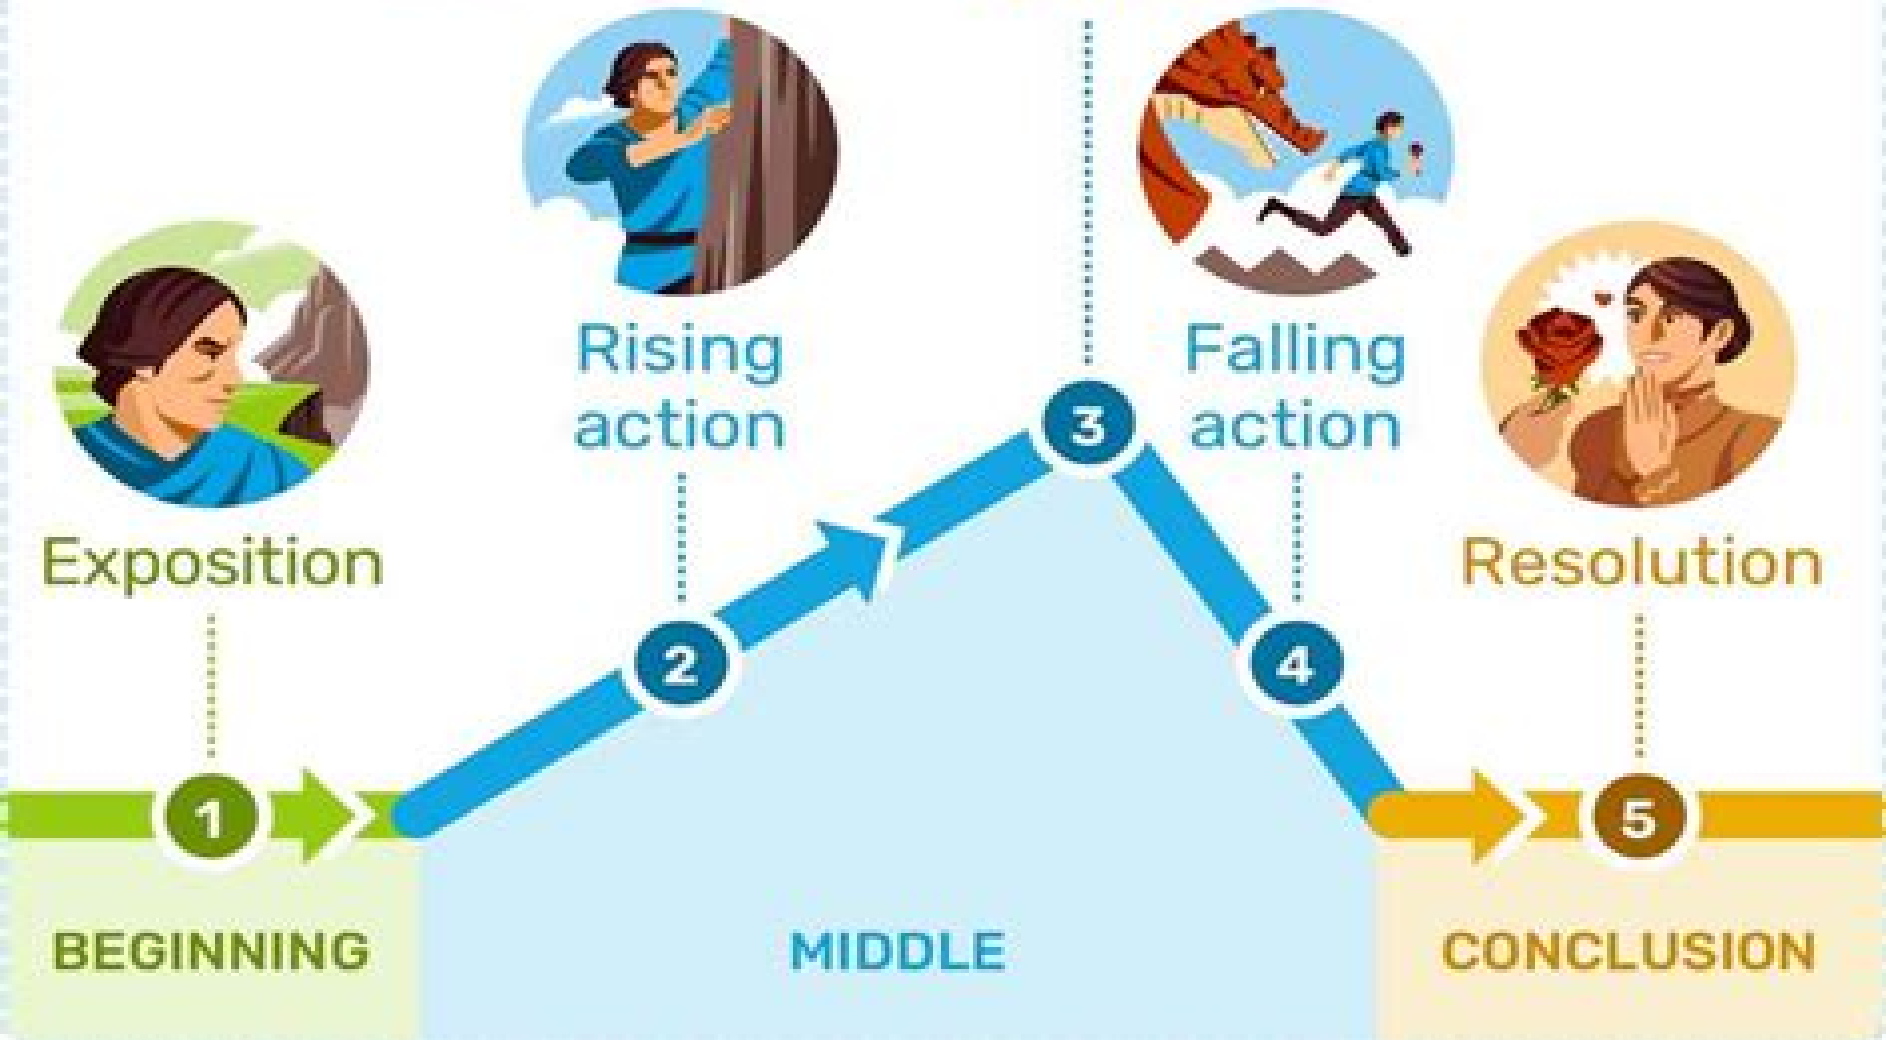 Rising
action
Falling
action
Exposition
Resolution
3
2
4
1
5
BEGINNING
MIDDLE
CONCLUSION